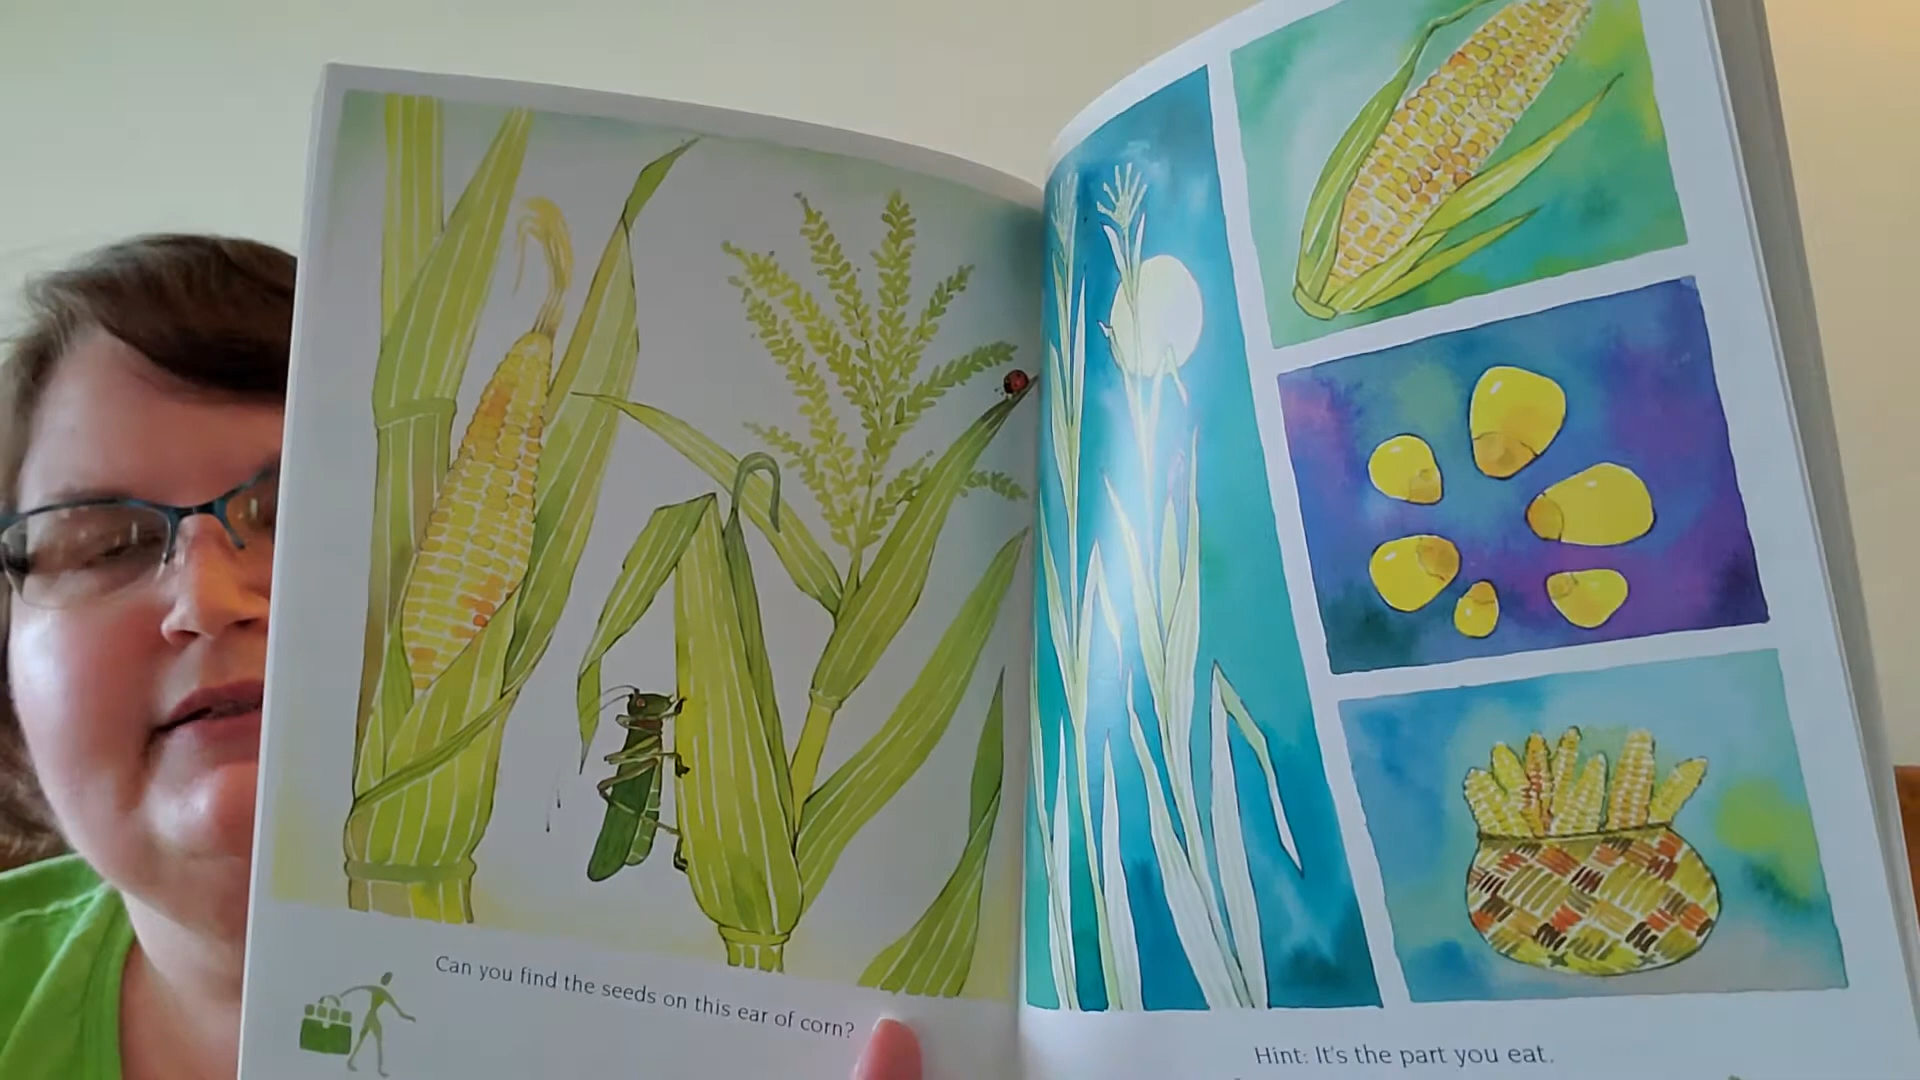 Can you find the seeds on this ear of corn?
Hint: It's the part you eat.